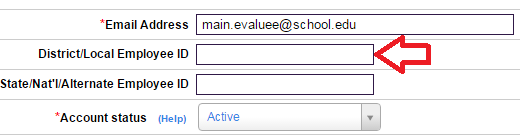 *Email Address main.evaluee@school.edu
District/Local Employee ID
State/Nat'l/Alternate Employee ID
*Account status (Help) Active